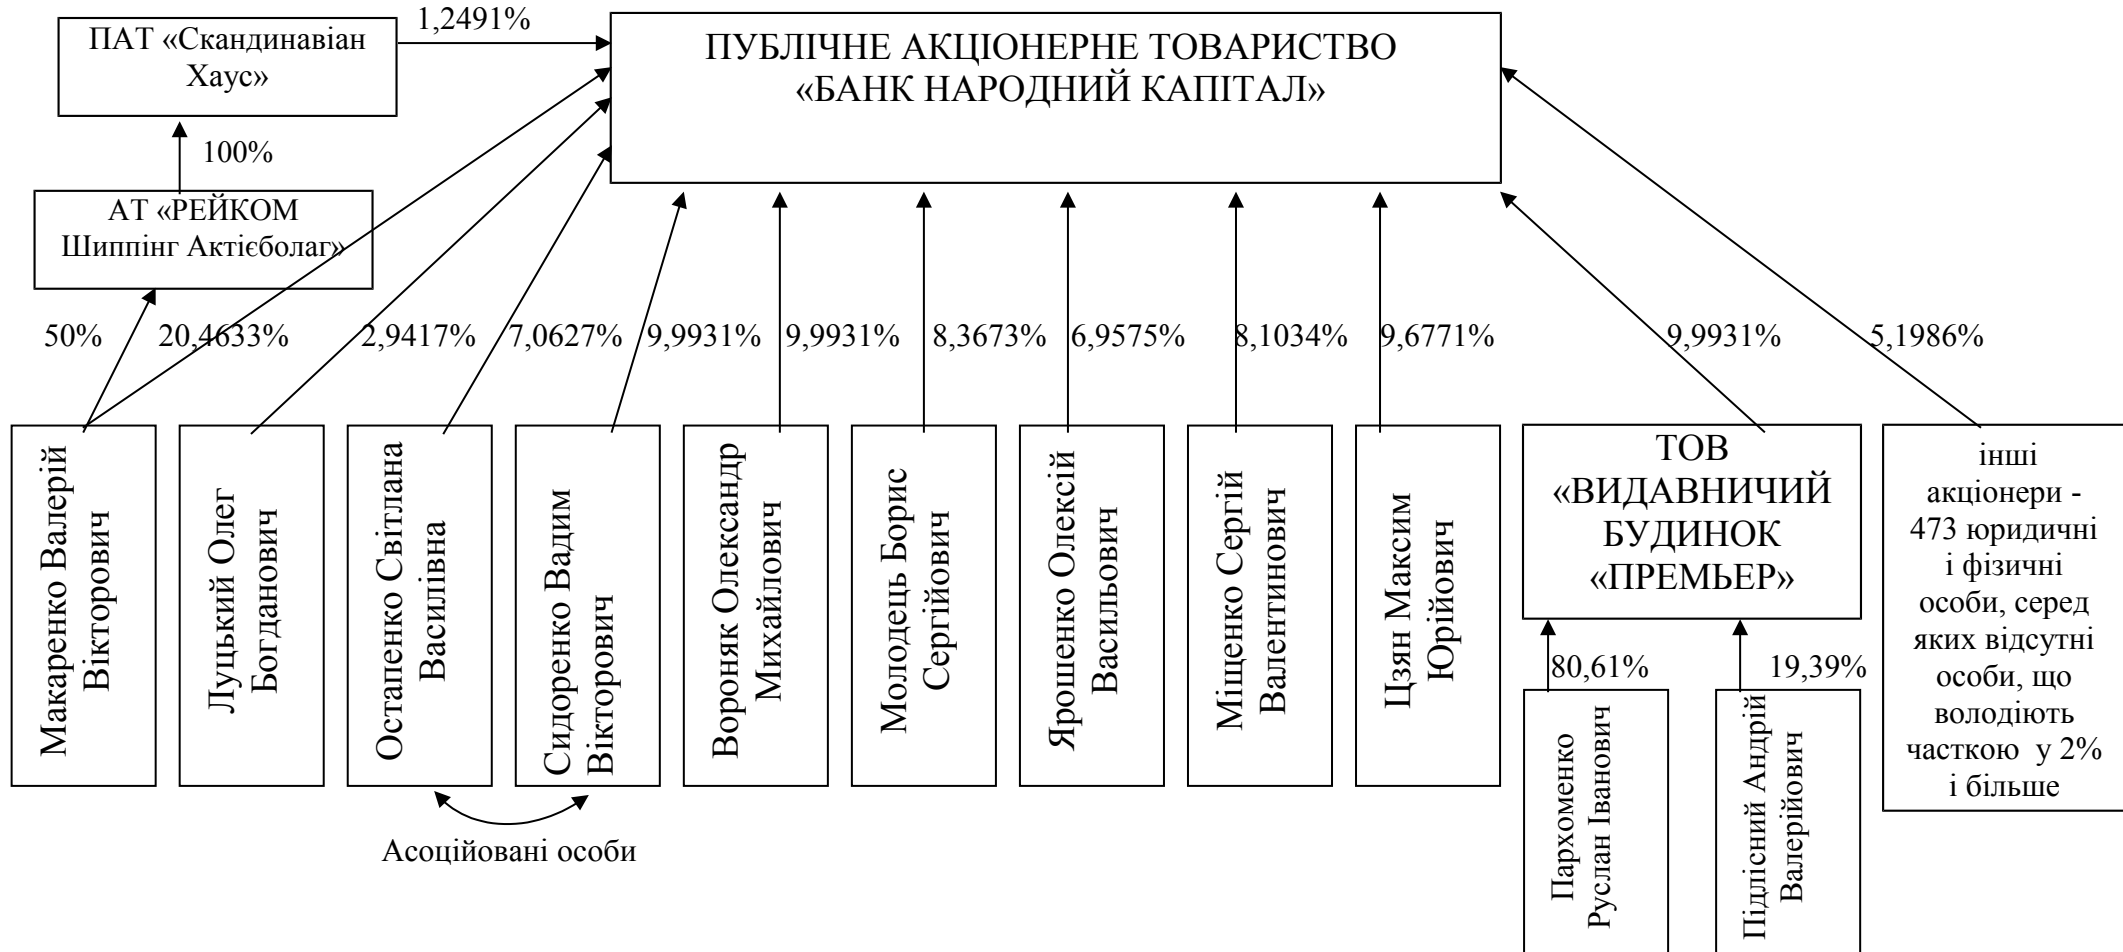 1,2491%
ПАТ «Скандинавіан
Хаус»
ПУБЛІЧНЕ АКЦІОНЕРНЕ ТОВАРИСТВО
«БАНК НАРОДНИЙ КАПІТАЛ»
100%
АТ «РЕЙКОМ
Шиппінг Актієболаг»
50%
20,4633%
2,9417%
7,0627%
9,9931%
9,9931%
8,3673%
6,9575%
8,1034%
9,6771%
9,9931%
5,1986%
Макаренко Валерій
Вікторович
Луцький Олег
Богданович
Остапенко Світлана
Василівна
Сидоренко Вадим
Вікторович
Вороняк Олександр
Михайлович
Молодець Борис
Сергійович
Ярошенко Олексій
Васильович
Міщенко Сергій
Валентинович
Цзян Максим
Юрійович
ТОВ
«ВИДАВНИЧИЙ
БУДИНОК
«ПРЕМЬЕР»
інші
акціонери -
473 юридичні
і фізичні
особи, серед
яких відсутні
особи, що
володіють
часткою у 2%
і більше
80,61%
19,39%
Пархоменко
Руслан Іванович
Підлісний Андрій
Валерійович
Асоційовані особи